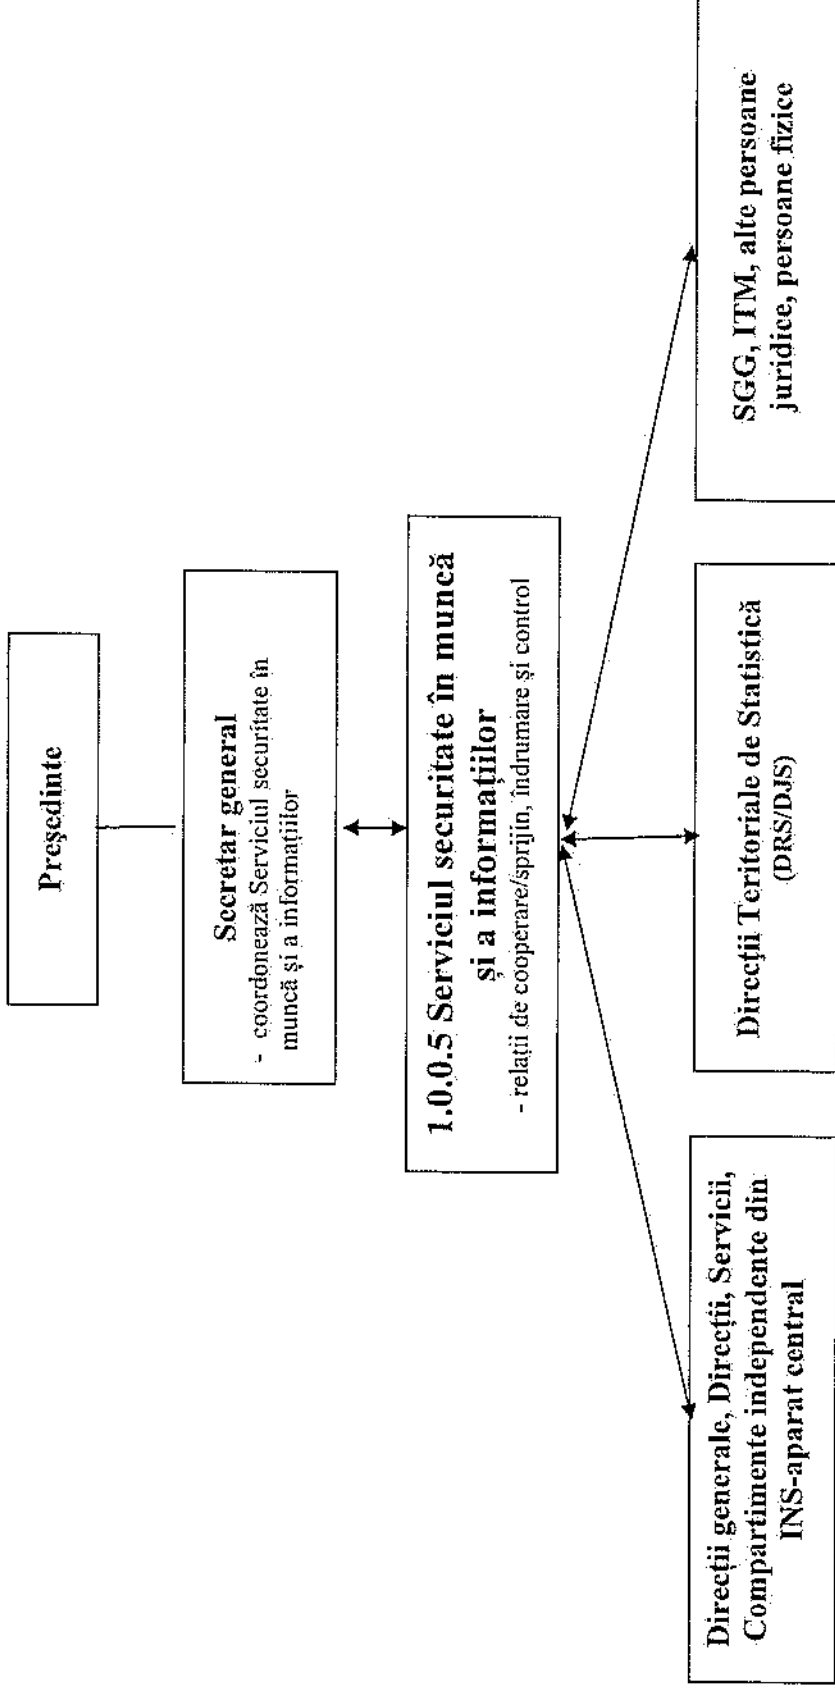 Președinte
Secretar general
- coordonează Serviciul securitate în
muncă și a informațiilor
1.0.0.5 Serviciul securitate în muncă
și a informațiilor
- relații de cooperare/sprijin, îndrumare și control
Direcții generale, Direcții, Servicii,
Compartimente independente din
INS-aparat central
Direcții Teritoriale de Statistică
(DRS/DJS)
SGG, ITM, alte persoane
juridice, persoane fizice